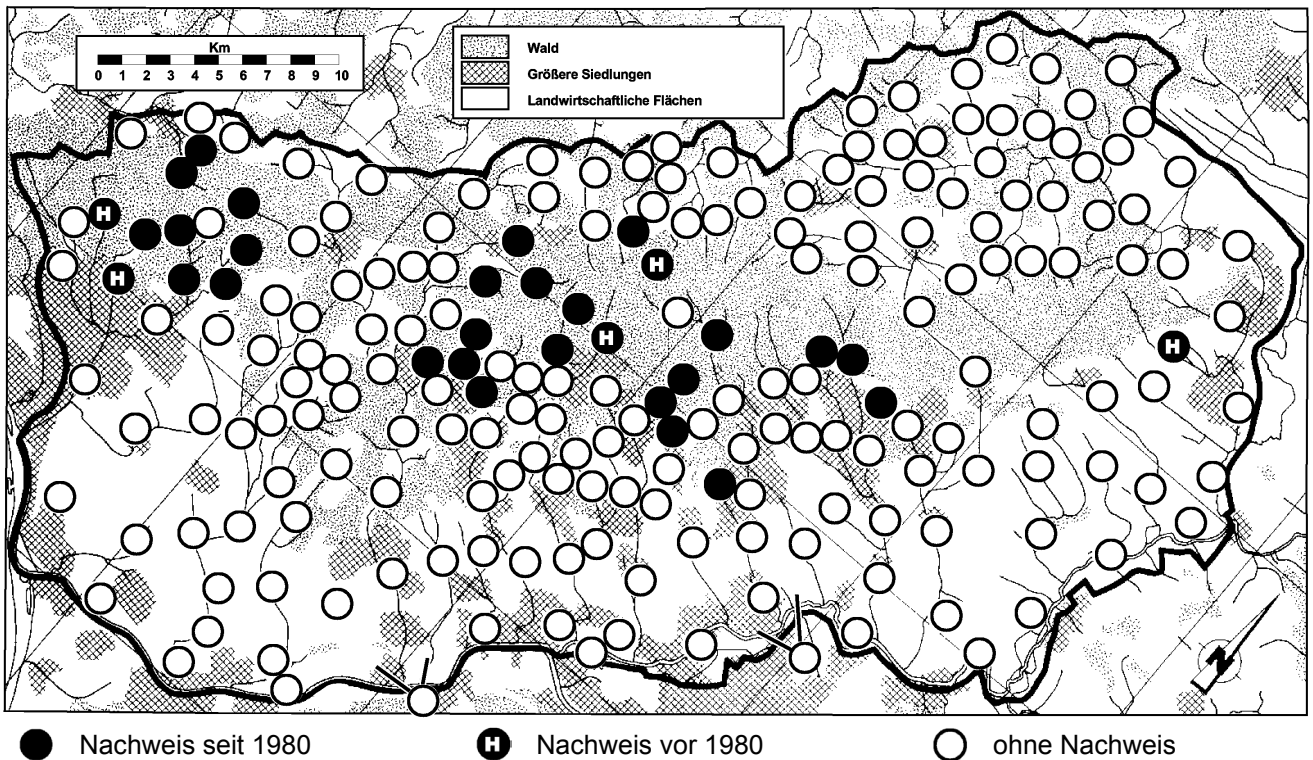 Km
0 1 2 3 4 5 6 7 8 9 10
Wald
Größere Siedlungen
Landwirtschaftliche Flächen
H
H
H
H
H
N
Nachweis seit 1980
H Nachweis vor 1980
ohne Nachweis